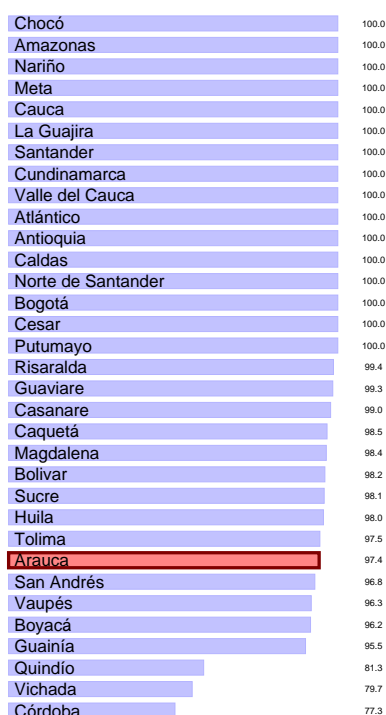 Chocó 100.0
Amazonas 100.0
Nariño 100.0
Meta 100.0
Cauca 100.0
La Guajira 100.0
Santander 100.0
Cundinamarca 100.0
Valle del Cauca 100.0
Atlántico 100.0
Antioquia 100.0
Caldas 100.0
Norte de Santander 100.0
Bogotá 100.0
Cesar 100.0
Putumayo 100.0
Risaralda 99.4
Guaviare 99.3
Casanare 99.0
Caquetá 98.5
Magdalena 98.4
Bolivar 98.2
Sucre 98.1
Huila 98.0
Tolima 97.5
Arauca 97.4
San Andrés 96.8
Vaupés 96.3
Boyacá 96.2
Guainía 95.5
Quindío 81.3
Vichada 79.7
Córdoba 77.3